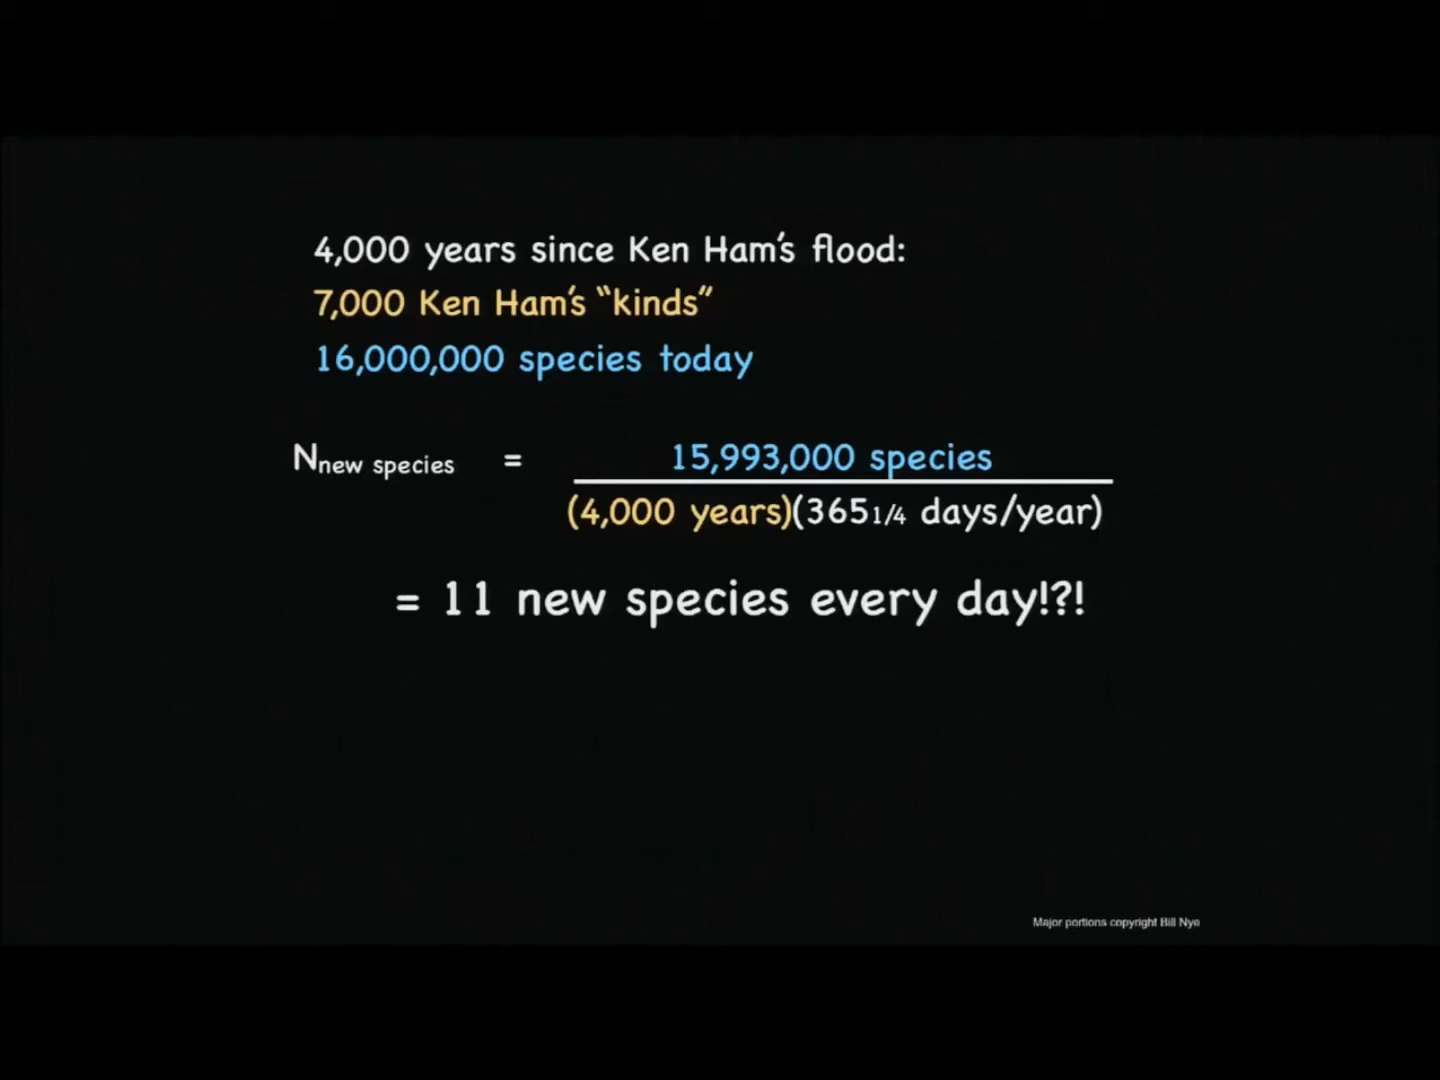 4,000 years since Ken Ham's flood:
7,000 Ken Ham's “kinds”
16,000,000 species today
Nnew species = 15,993,000 species
(4,000 years)(3651/4 days/year)
= 11 new species every day!?!
Major portions copyright Bill Nye